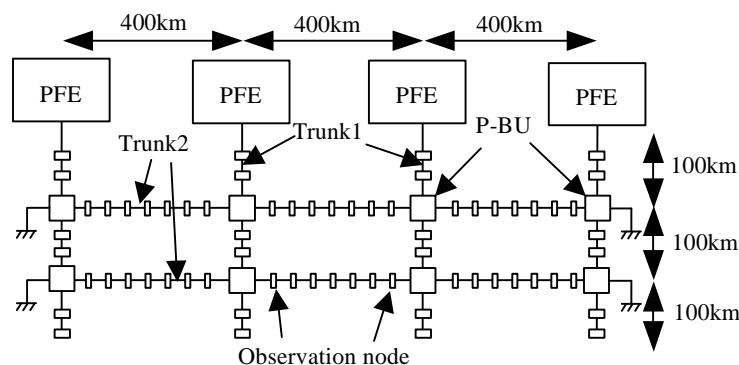 400km 400km 400km
PFE PFE PFE PFE
Trunk2 Trunk1 P-BU
100km
100km
100km
Observation node